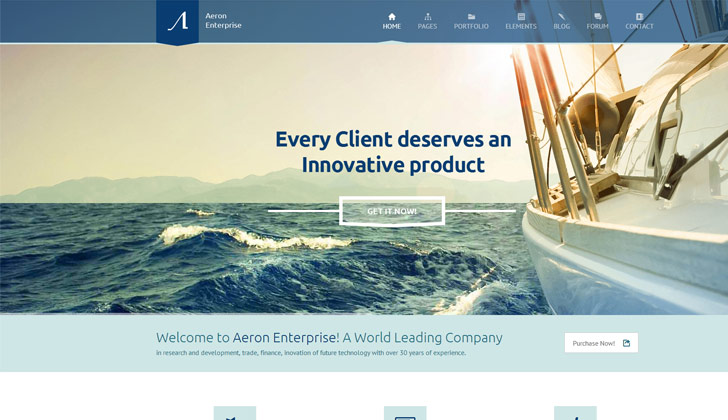 Aeron
Enterprise
HOME PAGES PORTFOLIO ELEMENTS BLOG FORUM CONTACT
Every Client deserves an
Innovative product
GET IT NOW!
Welcome to Aeron Enterprise! A World Leading Company
in research and development, trade, finance, inovation of future technology with over 30 years of experience.
Purchase Now!